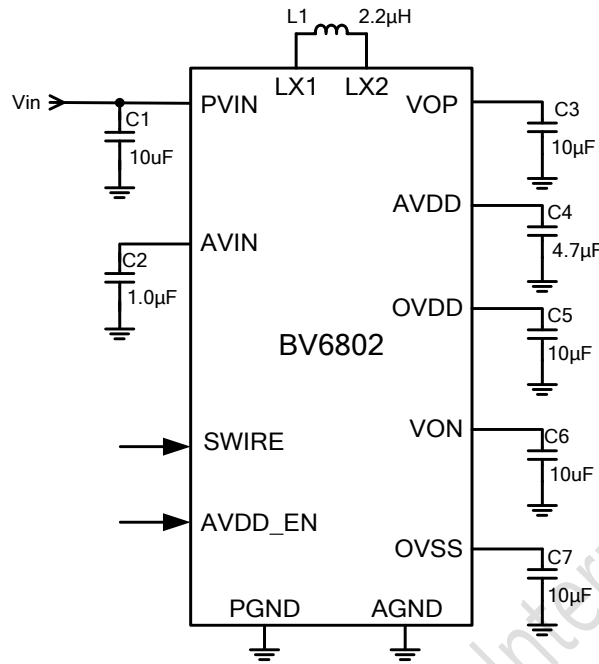 L1 2.2µH
LX1 LX2
Vin PVIN VOP
C1
10uF
C3
10µF
AVDD
C4
4.7µF
AVIN
C2
1.0µF
OVDD
C5
10µF
BV6802
SWIRE
VON
C6
10uF
AVDD_EN
OVSS
C7
10µF
PGND AGND